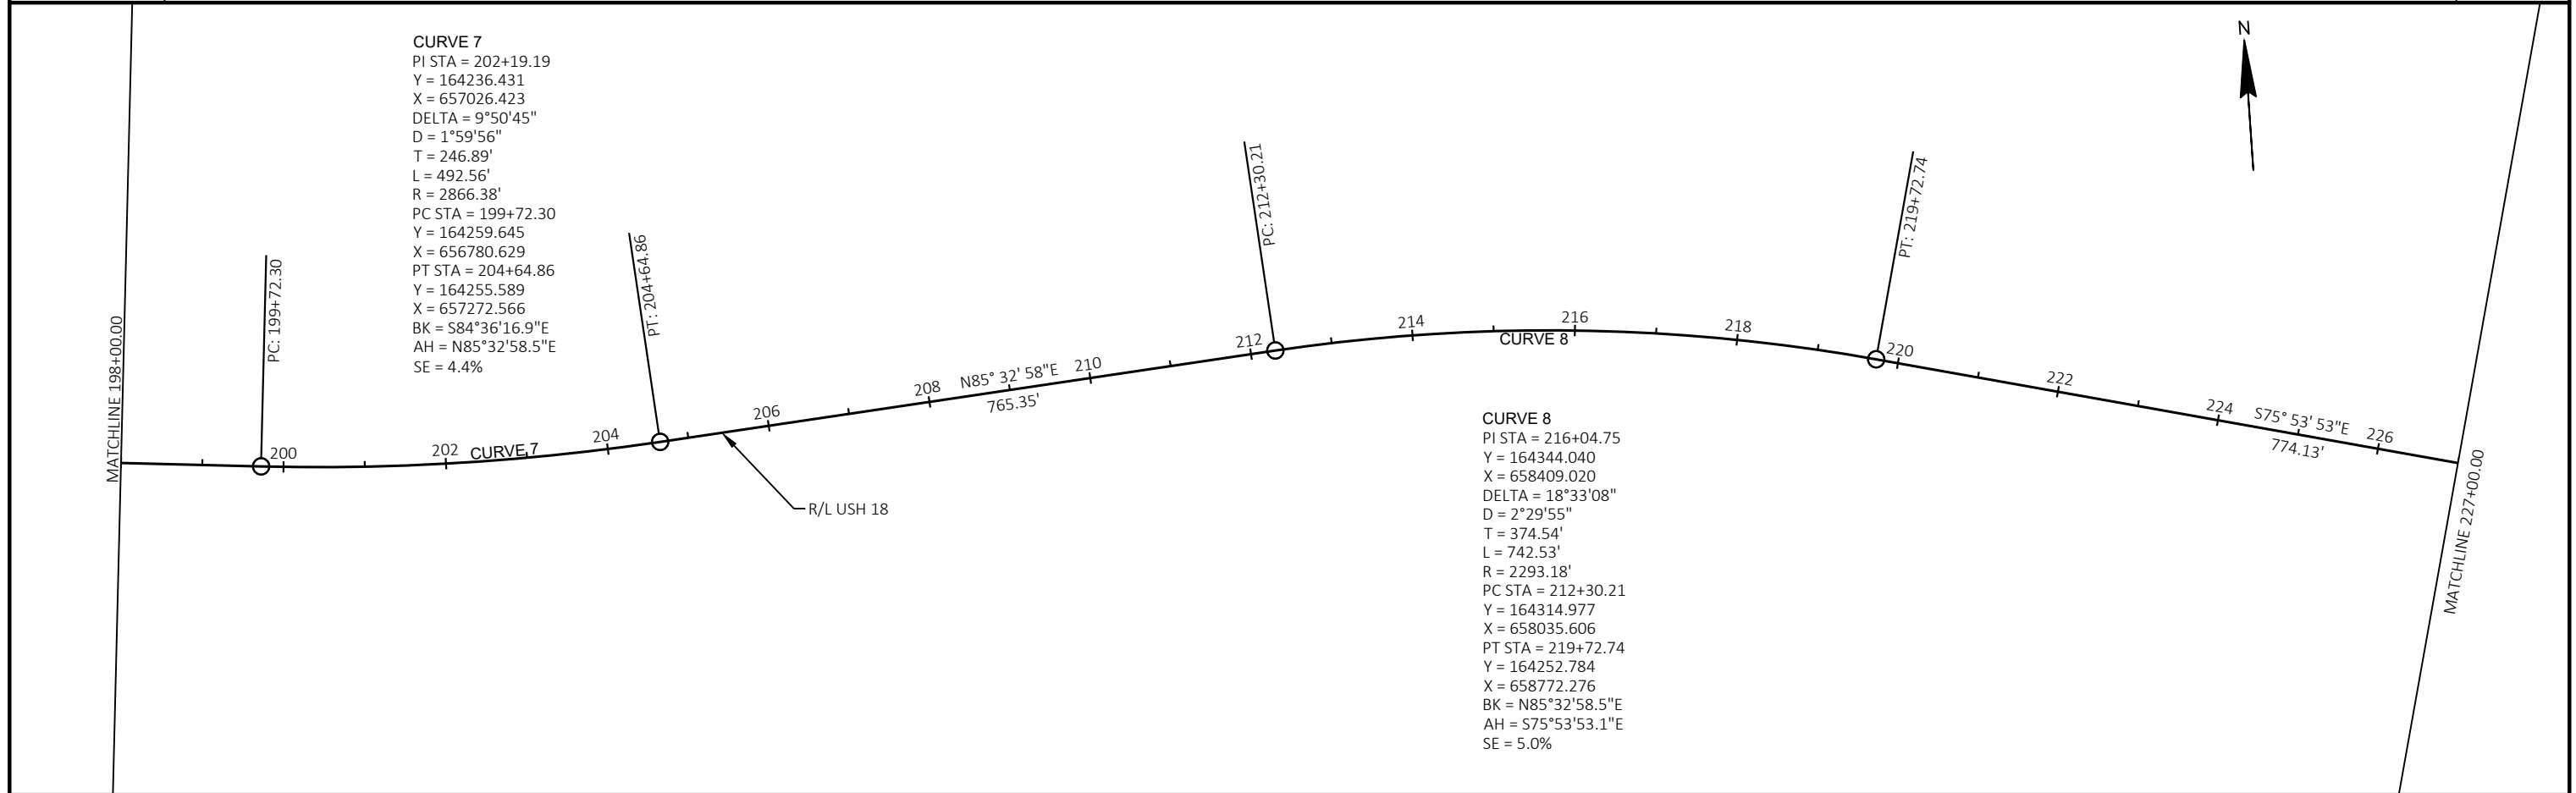 N
CURVE 7
PI STA = 202+19.19
Y = 164236.431
X = 657026.423
DELTA = 9°50'45"
D = 1°59'56"
T = 246.89'
L = 492.56'
R = 2866.38'
PC STA = 199+72.30
Y = 164259.645
X = 656780.629
PT STA = 204+64.86
Y = 164255.589
X = 657272.566
BK = S84°36'16.9"E
AH = N85°32'58.5"E
SE = 4.4%
MATCHLINE 198+00.00
PC: 199+72.30
PT: 204+64.86
PC: 212+30.21
PT: 219+72.74
200
202
CURVE 7
204
206
208
N85° 32' 58"E
765.35'
210
212
214
216
CURVE 8
218
220
222
224
S75° 53' 53"E
774.13'
226
MATCHLINE 227+00.00
R/L USH 18
CURVE 8
PI STA = 216+04.75
Y = 164344.040
X = 658409.020
DELTA = 18°33'08"
D = 2°29'55"
T = 374.54'
L = 742.53'
R = 2293.18'
PC STA = 212+30.21
Y = 164314.977
X = 658035.606
PT STA = 219+72.74
Y = 164252.784
X = 658772.276
BK = N85°32'58.5"E
AH = S75°53'53.1"E
SE = 5.0%